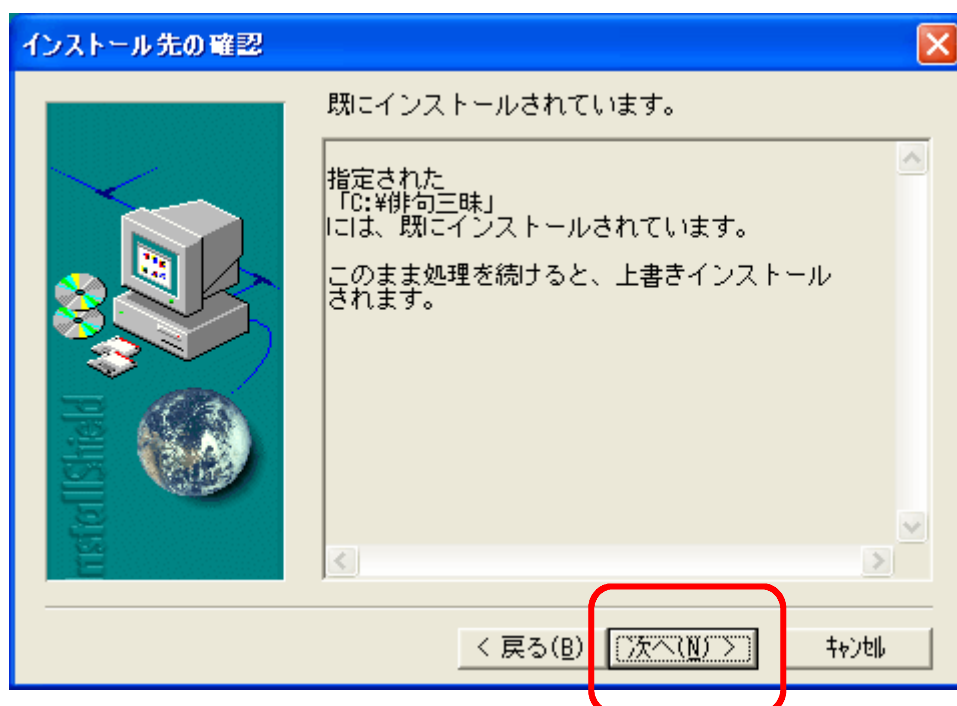 インストール先の確認
既にインストールされています。
指定された
「C:¥俳句三昧」
には、既にインストールされています。
このまま処理を続けると、上書きインストール
されます。
InstallShield
< 戻る(B)
次へ(N) >
キャンセル